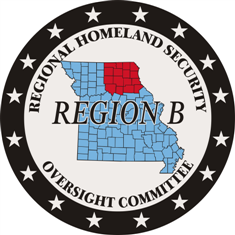 REGIONAL HOMELAND SECURITY
REGION B
OVERSIGHT COMMITTEE